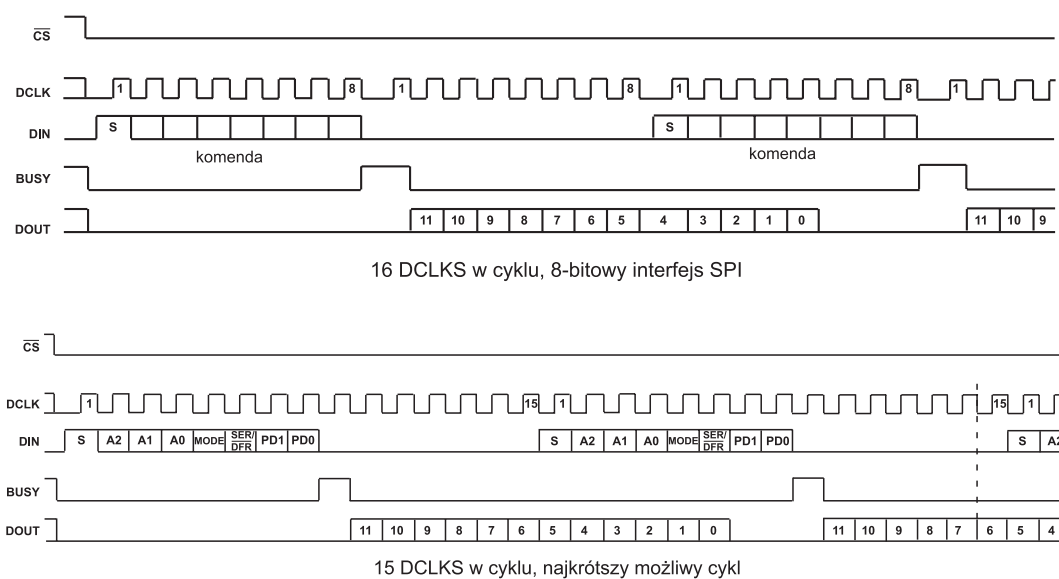 CS
DCLK 1 8 1 8 1 8 1
DIN S S
komenda komenda
BUSY
DOUT 11 10 9 8 7 6 5 4 3 2 1 0 11 10 9
16 DCLKS w cyklu, 8-bitowy interfejs SPI
CS
DCLK 1 15 1 15 1
DIN S A2 A1 A0 MODE SER/DFR PD1 PD0 S A2 A1 A0 MODE SER/DFR PD1 PD0 S A2
BUSY
DOUT 11 10 9 8 7 6 5 4 3 2 1 0 11 10 9 8 7 6 5 4
15 DCLKS w cyklu, najkrótszy możliwy cykl